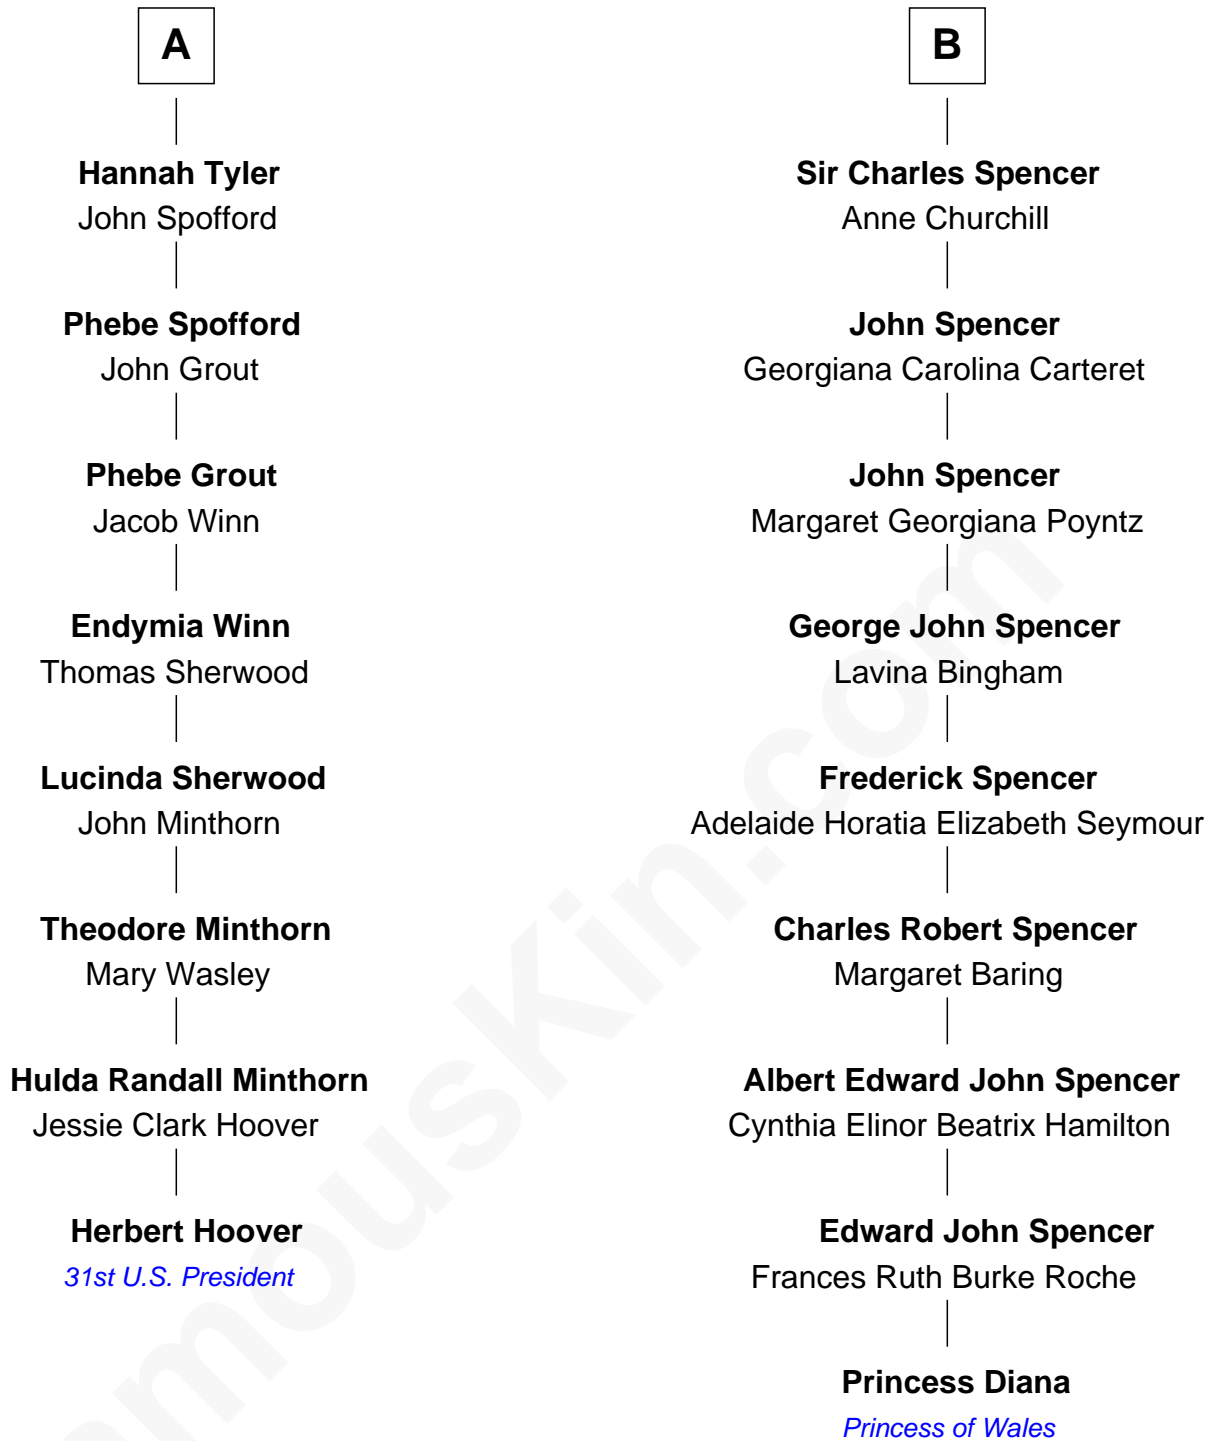 A
Hannah Tyler
John Spofford
Phebe Spofford
John Grout
Phebe Grout
Jacob Winn
Endymia Winn
Thomas Sherwood
Lucinda Sherwood
John Minthorn
Theodore Minthorn
Mary Wasley
Hulda Randall Minthorn
Jessie Clark Hoover
Herbert Hoover
31st U.S. President
B
Sir Charles Spencer
Anne Churchill
John Spencer
Georgiana Carolina Carteret
John Spencer
Margaret Georgiana Poyntz
George John Spencer
Lavina Bingham
Frederick Spencer
Adelaide Horatia Elizabeth Seymour
Charles Robert Spencer
Margaret Baring
Albert Edward John Spencer
Cynthia Elinor Beatrix Hamilton
Edward John Spencer
Frances Ruth Burke Roche
Princess Diana
Princess of Wales
amouskin.com